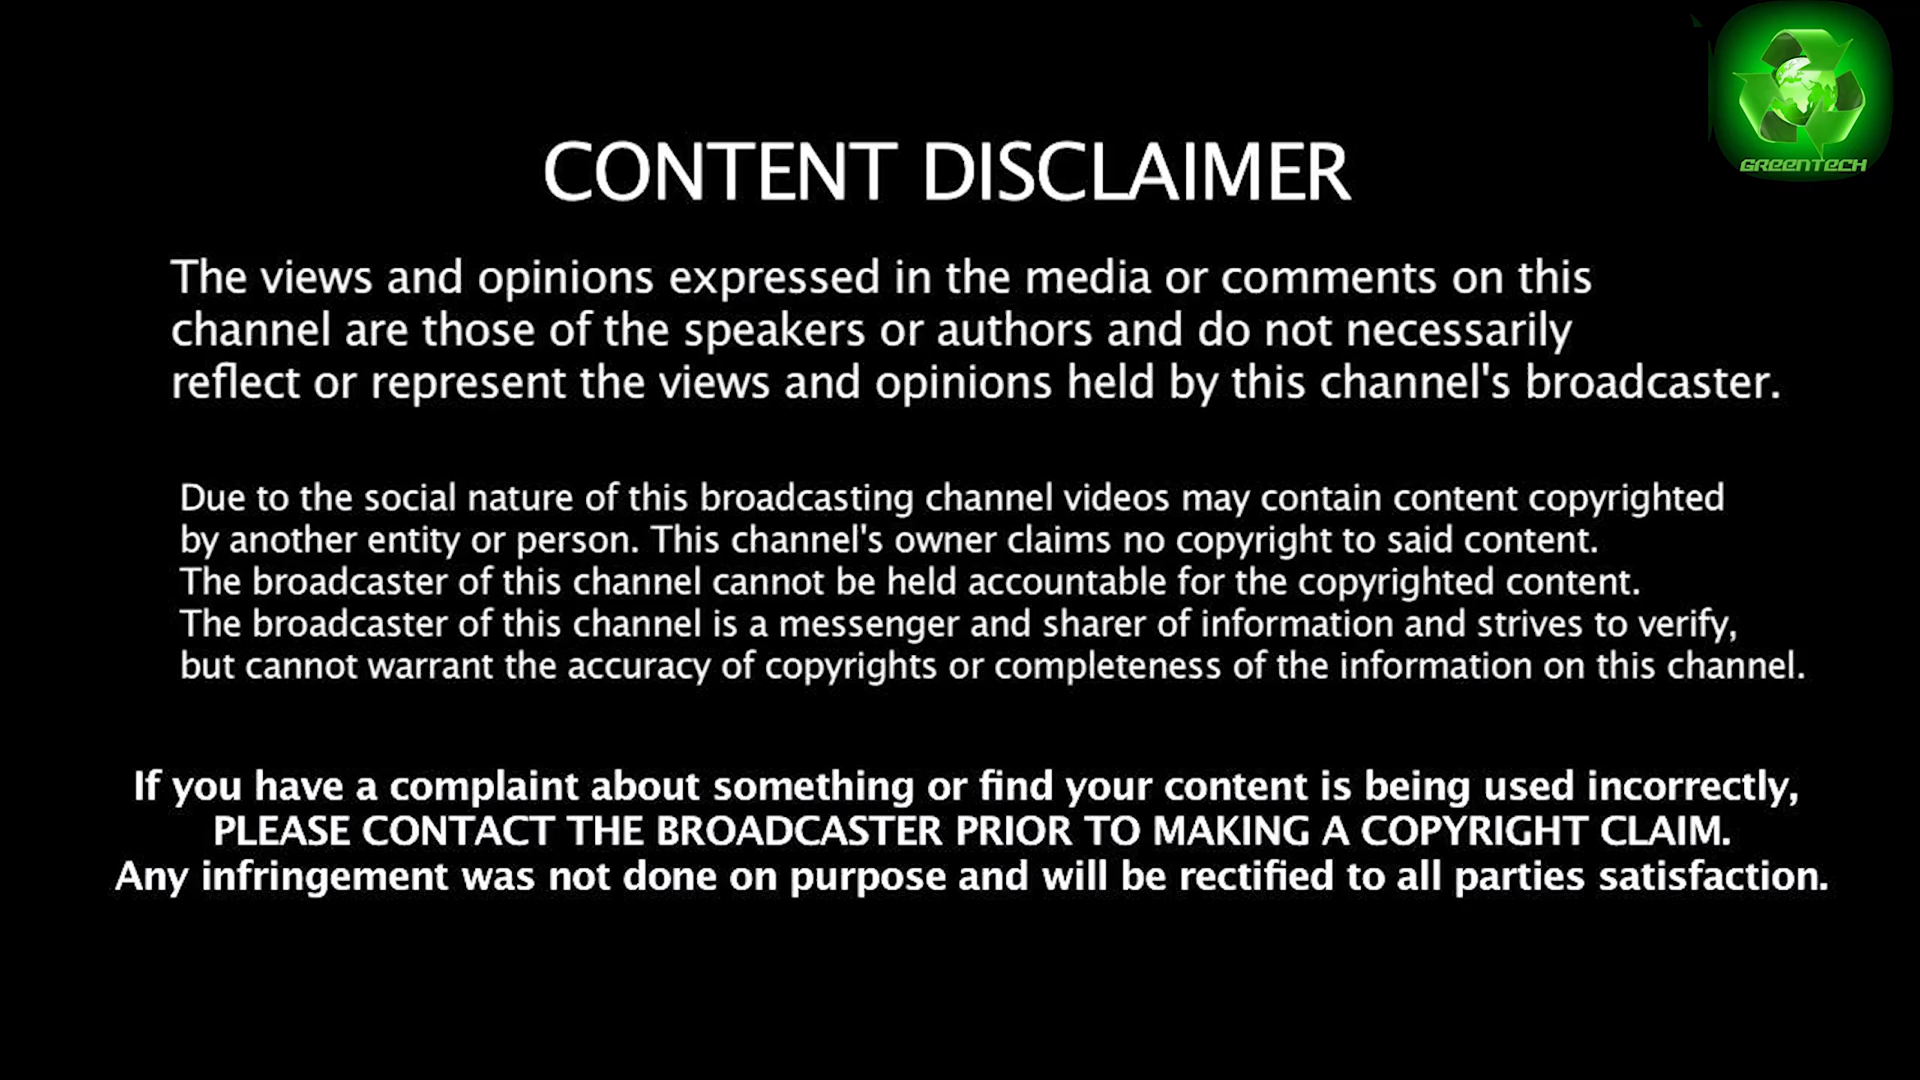 GREENTECH
CONTENT DISCLAIMER
The views and opinions expressed in the media or comments on this
channel are those of the speakers or authors and do not necessarily
reflect or represent the views and opinions held by this channel's broadcaster.
Due to the social nature of this broadcasting channel videos may contain content copyrighted
by another entity or person. This channel's owner claims no copyright to said content.
The broadcaster of this channel cannot be held accountable for the copyrighted content.
The broadcaster of this channel is a messenger and sharer of information and strives to verify,
but cannot warrant the accuracy of copyrights or completeness of the information on this channel.
If you have a complaint about something or find your content is being used incorrectly,
PLEASE CONTACT THE BROADCASTER PRIOR TO MAKING A COPYRIGHT CLAIM.
Any infringement was not done on purpose and will be rectified to all parties satisfaction.